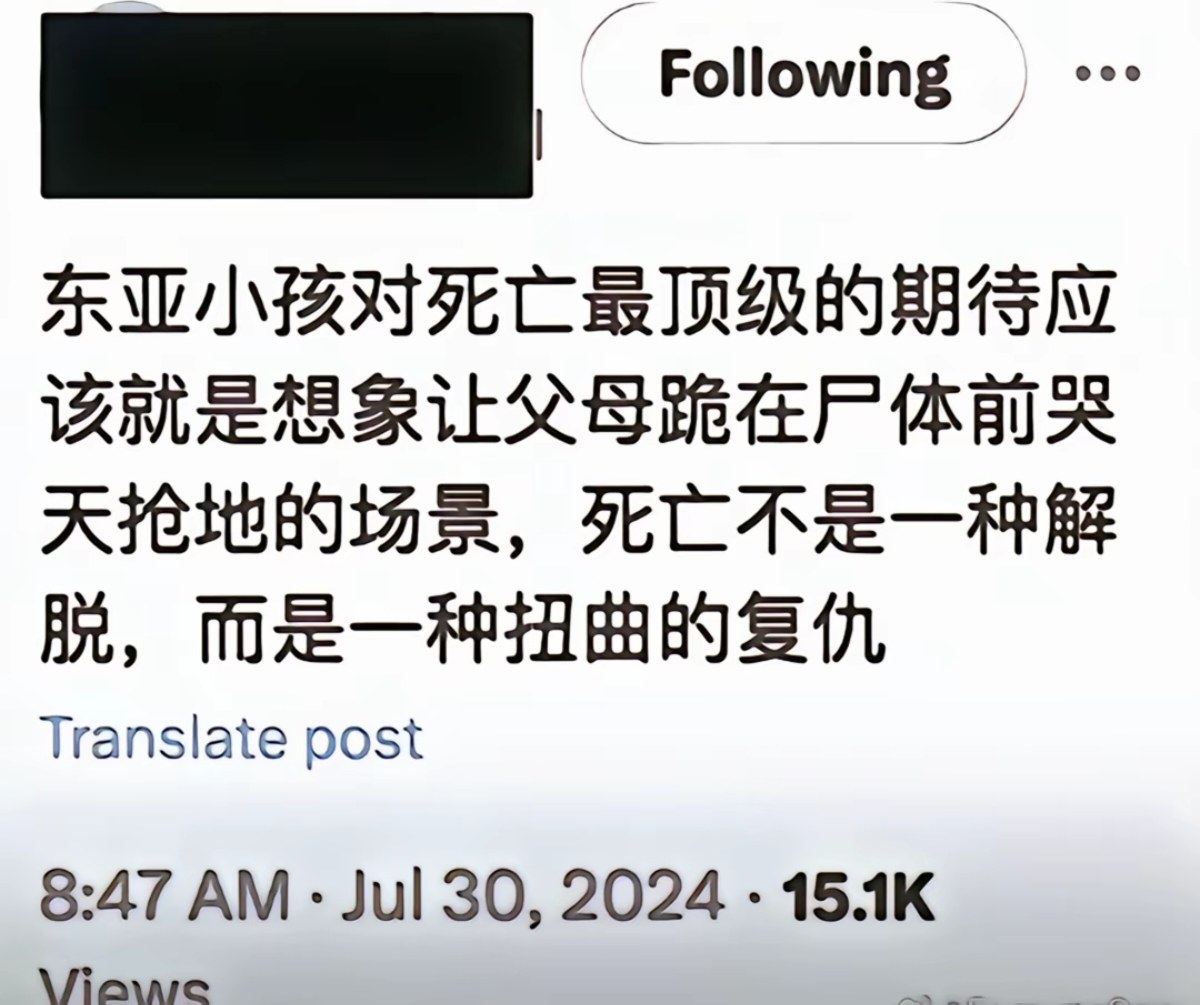 Following
东亚小孩对死亡最顶级的期待应
该就是想象让父母跪在尸体前哭
天抢地的场景，死亡不是一种解
脱，而是一种扭曲的复仇
Translate post
8:47 AM · Jul 30, 2024 · 15.1K
Views